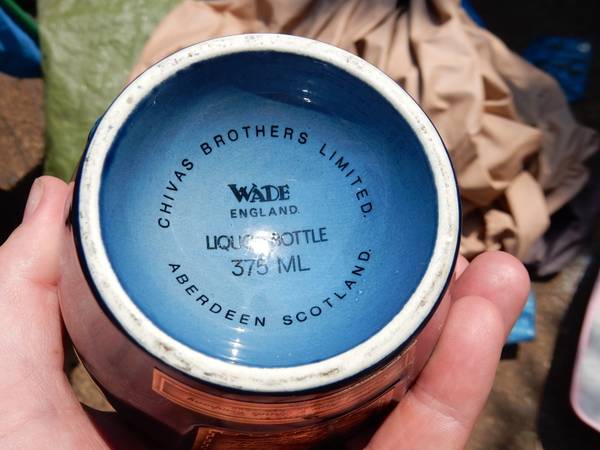 CHIVAS BROTHERS LIMITED.
WADE
ENGLAND.
LIQUOR BOTTLE
375 ML
ABERDEEN SCOTLAND.